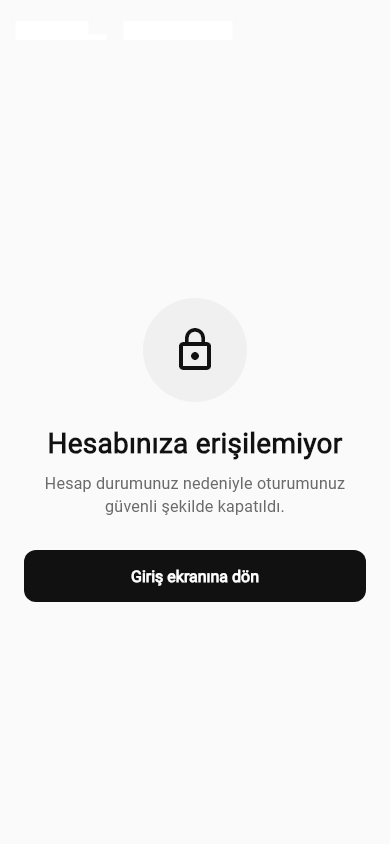 Hesabınıza erişilemiyor
Hesap durumunuz nedeniyle oturumunuz
güvenli şekilde kapatıldı.
Giriş ekranına dön